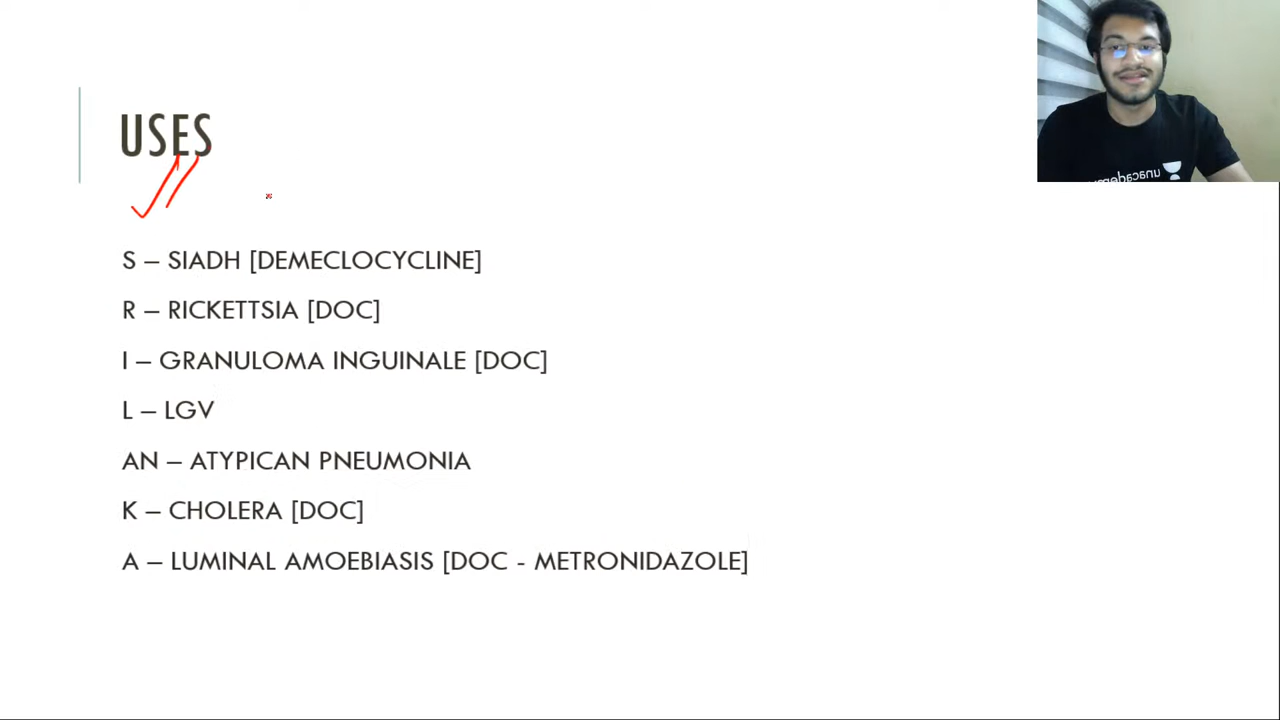 USES
S – SIADH [DEMECLOCYCLINE]
R – RICKETTSIA [DOC]
I – GRANULOMA INGUINALE [DOC]
L – LGV
AN – ATYPICAN PNEUMONIA
K – CHOLERA [DOC]
A – LUMINAL AMOEBIASIS [DOC - METRONIDAZOLE]